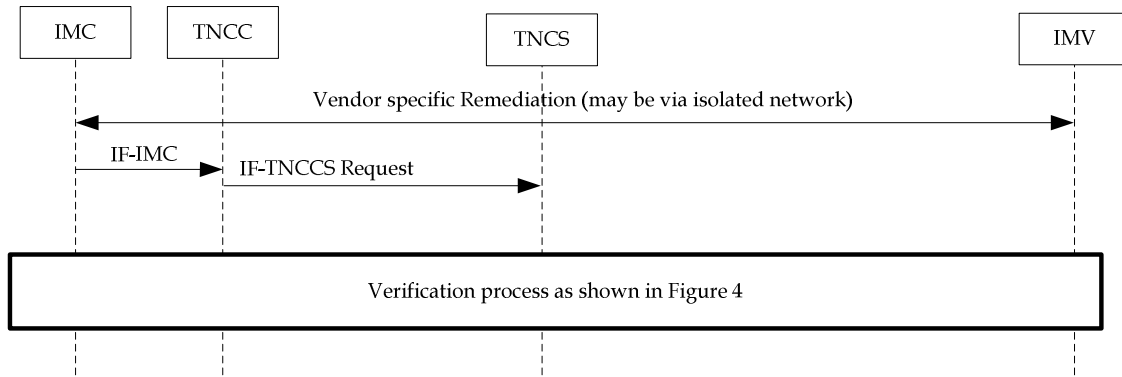 IMC
TNCC
TNCS
IMV
Vendor specific Remediation (may be via isolated network)
IF-IMC
IF-TNCCS Request
Verification process as shown in Figure 4